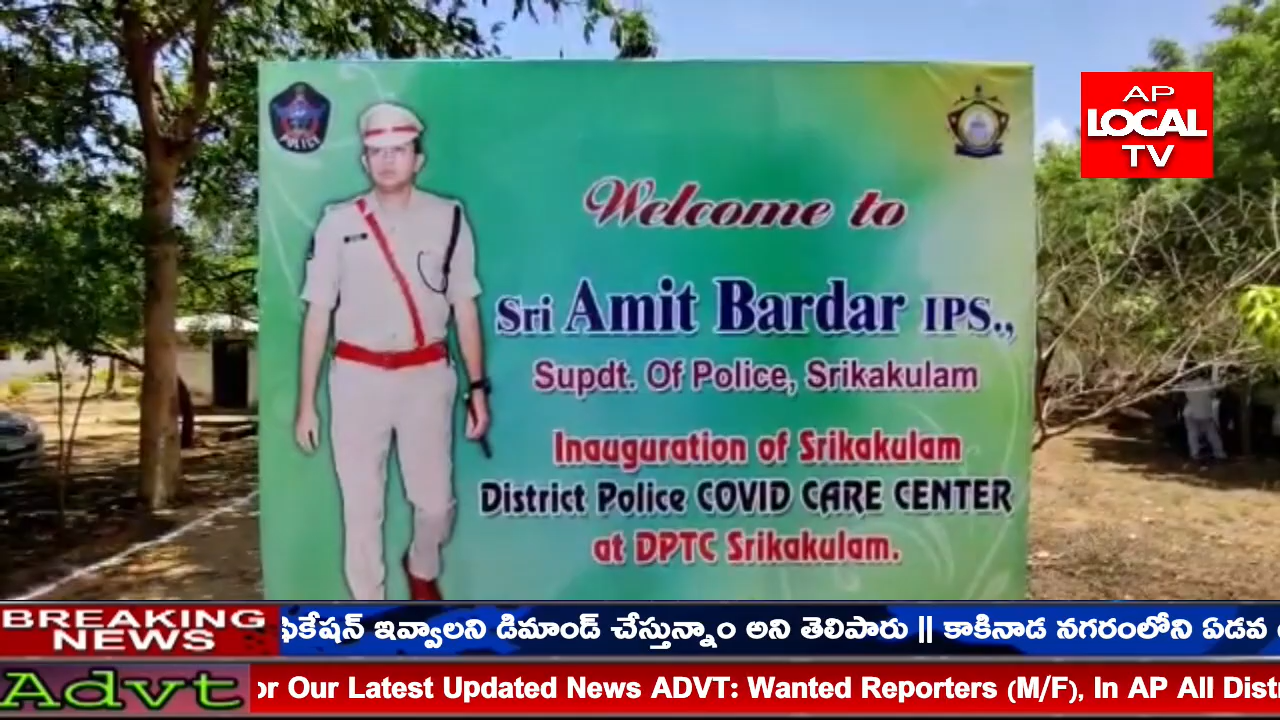 POLICE
AP
LOCAL
TV
Welcome to
Sri Amit Bardar IPS.,
Supdt. Of Police, Srikakulam
Inauguration of Srikakulam
District Police COVID CARE CENTER
at DPTC Srikakulam.
BREAKING
NEWS
ఫికేషన్ ఇవ్వాలని డిమాండ్ చేస్తున్నాం అని తెలిపారు || కాకినాడ నగరంలోని ఏడవ
Advt
or Our Latest Updated News ADVT: Wanted Reporters (M/F), In AP All Dist